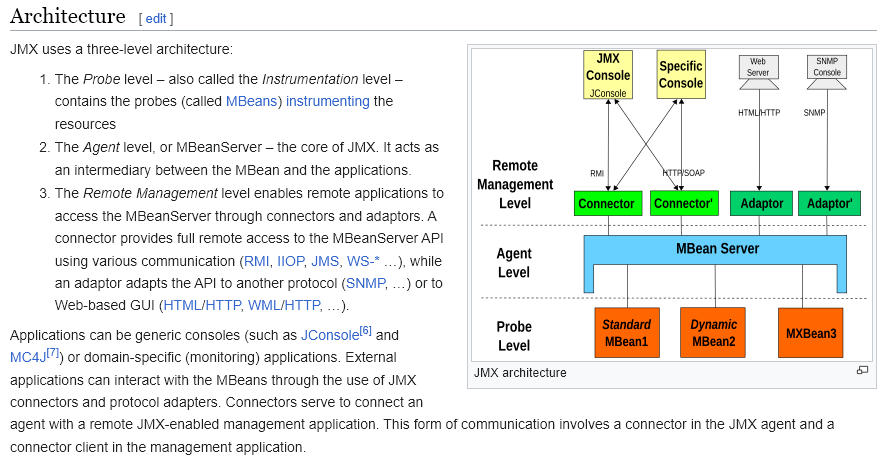 Architecture [ edit ]
JMX uses a three-level architecture:
1. The Probe level – also called the Instrumentation level –
contains the probes (called MBeans) instrumenting the
resources
2. The Agent level, or MBeanServer – the core of JMX. It acts as
an intermediary between the MBean and the applications.
3. The Remote Management level enables remote applications to
access the MBeanServer through connectors and adaptors. A
connector provides full remote access to the MBeanServer API
using various communication (RMI, IIOP, JMS, WS-* …), while
an adaptor adapts the API to another protocol (SNMP, …) or to
Web-based GUI (HTML/HTTP, WML/HTTP, …).
Applications can be generic consoles (such as JConsole[6] and
MC4J[7]) or domain-specific (monitoring) applications. External
applications can interact with the MBeans through the use of JMX
connectors and protocol adapters. Connectors serve to connect an
agent with a remote JMX-enabled management application. This form of communication involves a connector in the JMX agent and a
connector client in the management application.
JMX
Console
JConsole
Specific
Console
Web
Server
SNMP
Console
HTML/HTTP
SNMP
RMI
HTTP/SOAP
Remote
Management
Level
Connector
Connector'
Adaptor
Adaptor'
Agent
Level
MBean Server
Probe
Level
Standard
MBean1
Dynamic
MBean2
MXBean3
JMX architecture